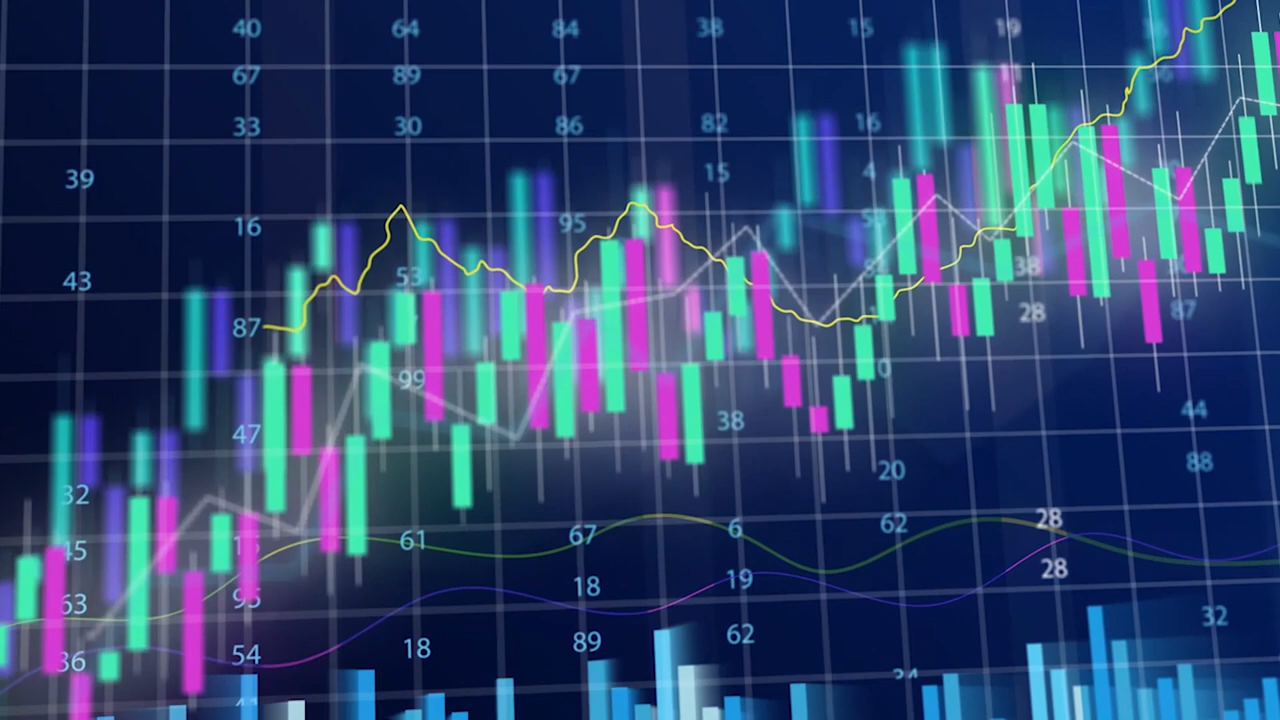 40 64 84 38 15 19
67 89 67
33 30 86 82 16
39 15 4
16 95
43 53
87 38
28 87
99
47 38 44
32 20 88
45 61 67 6 62 28
63 95 18 19 28
36 54 18 89 62 32